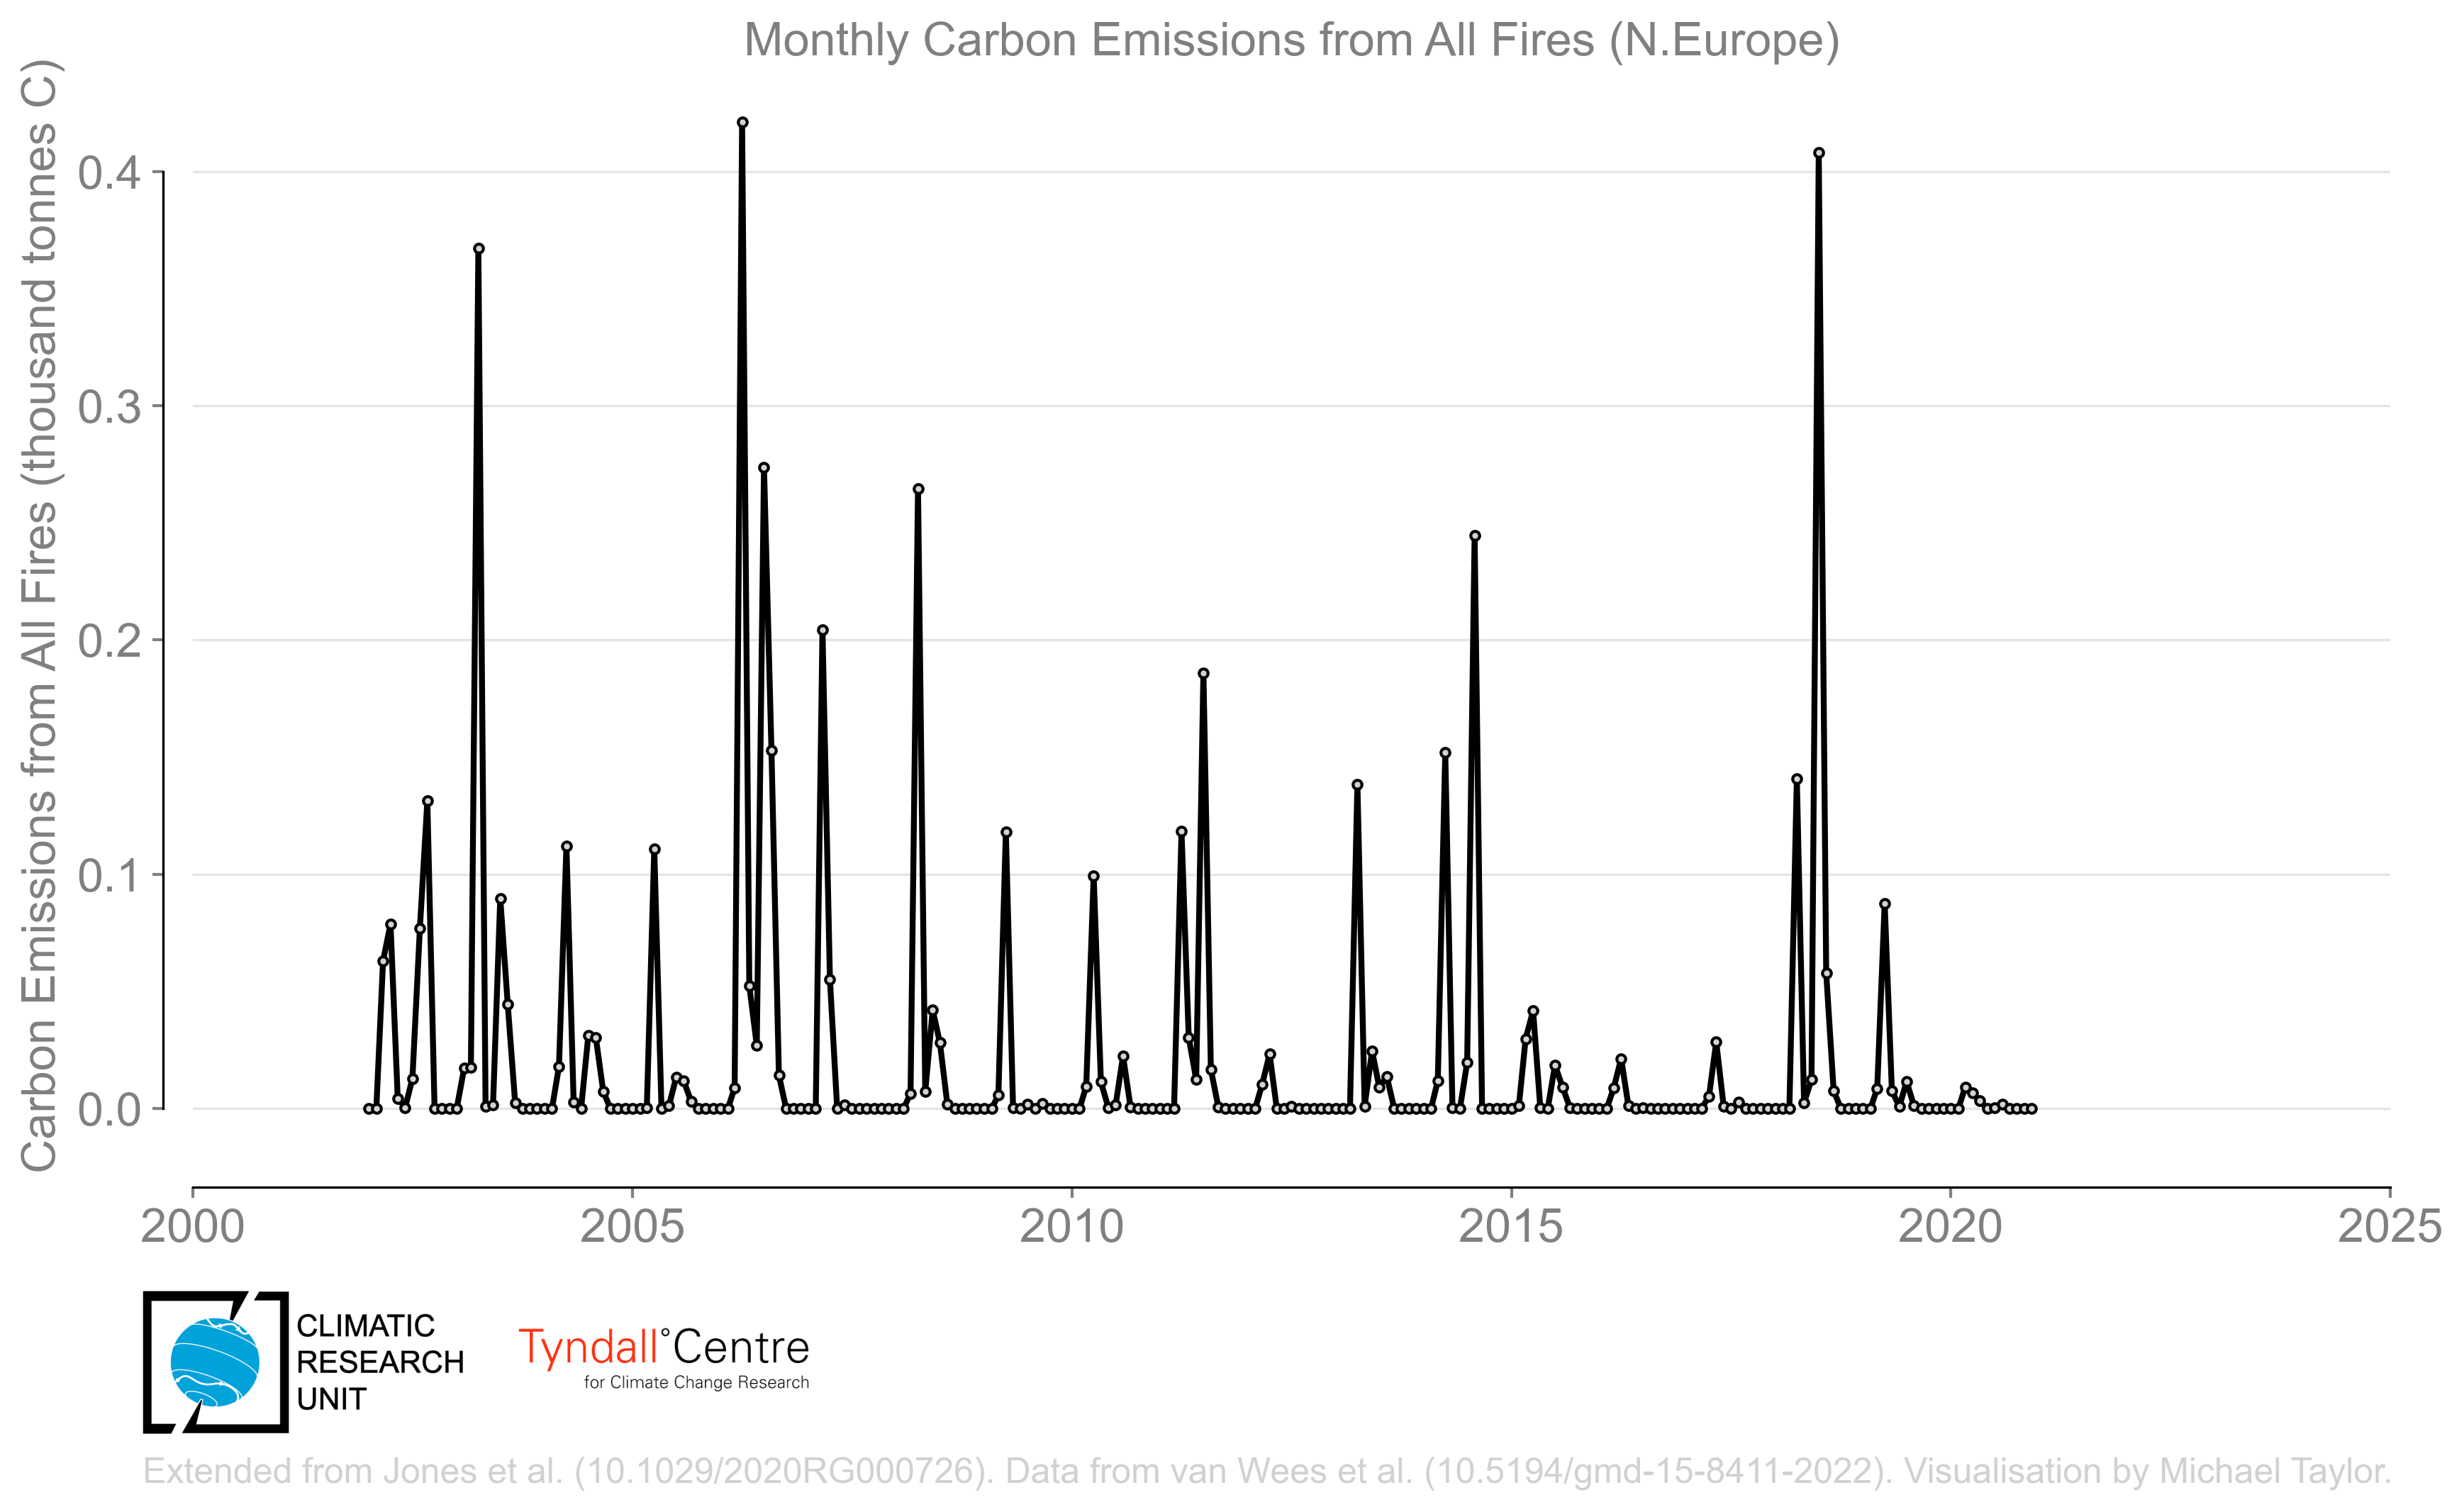 Monthly Carbon Emissions from All Fires (N.Europe)
Carbon Emissions from All Fires (thousand tonnes C)
0.4
0.3
0.2
0.1
0.0
2000 2005 2010 2015 2020 2025
CLIMATIC
RESEARCH
UNIT
Tyndall°Centre
for Climate Change Research
Extended from Jones et al. (10.1029/2020RG000726). Data from van Wees et al. (10.5194/gmd-15-8411-2022). Visualisation by Michael Taylor.